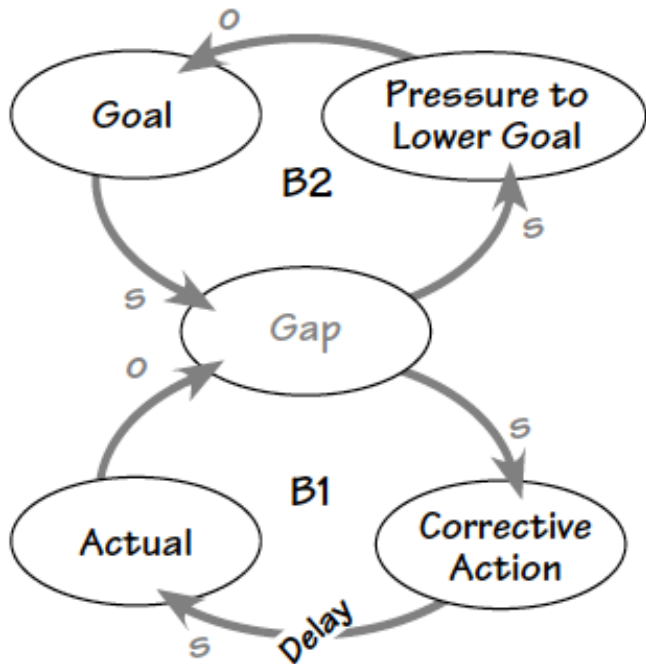 o
Goal
Pressure to
Lower Goal
B2
s
s
Gap
o
s
B1
Actual
Corrective
Action
Delay
s